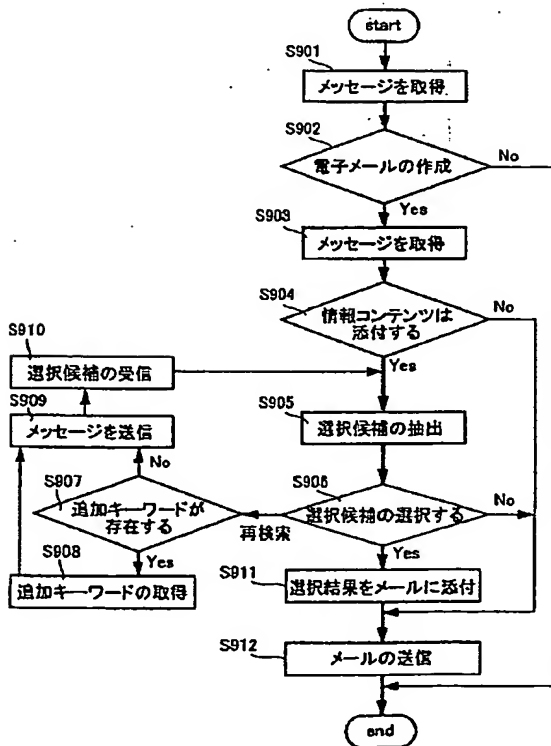 start
S901
メッセージを取得
S902
電子メールの作成
No
Yes
S903
メッセージを取得
S904
情報コンテンツは
添付する
No
Yes
S910
選択候補の受信
S905
選択候補の抽出
S909
メッセージを送信
No
S907
追加キーワードが
存在する
Yes
S906
選択候補の選択する
No
再検索
Yes
S908
追加キーワードの取得
S911
選択結果をメールに添付
S912
メールの送信
end